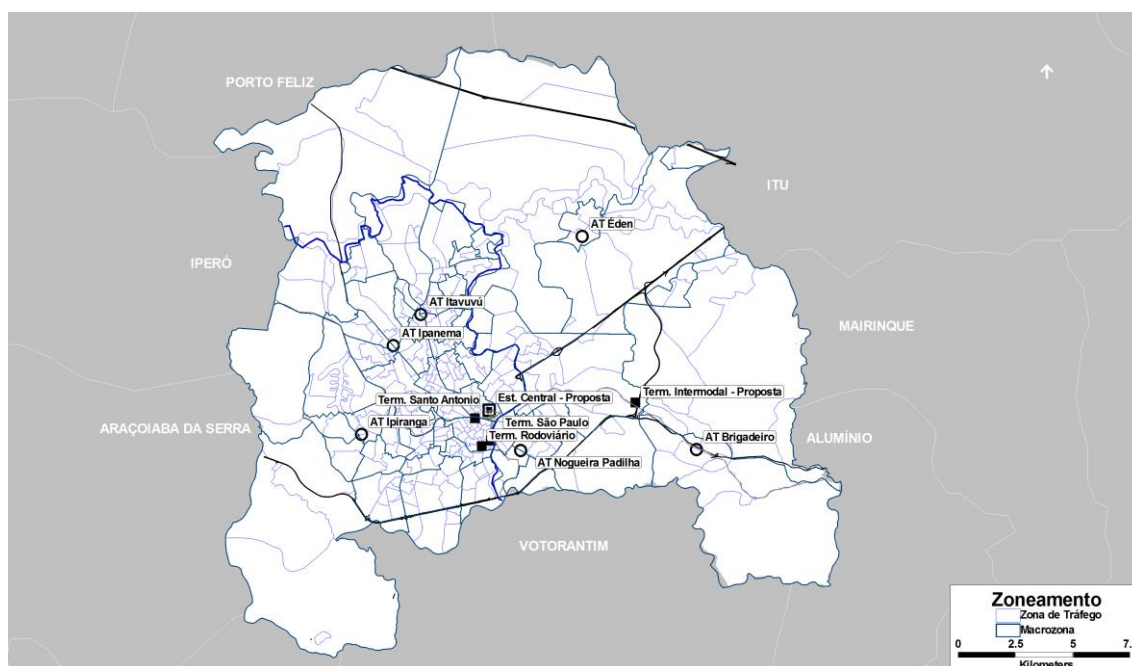 PORTO FELIZ
ITU
AT Éden
IPERÓ
AT Itavuvú
MAIRINQUE
AT Ipanema
Term. Intermodal - Proposta
Term. Santo Antonio
Est. Central - Proposta
Term. São Paulo
ARAÇOIABA DA SERRA
AT Ipiranga
Term. Rodoviário
AT Brigadeiro
ALUMÍNIO
AT Nogueira Padilha
VOTORANTIM
Zoneamento
Zona de Tráfego
Macrozona
0 2.5 5 7.
Kilometers